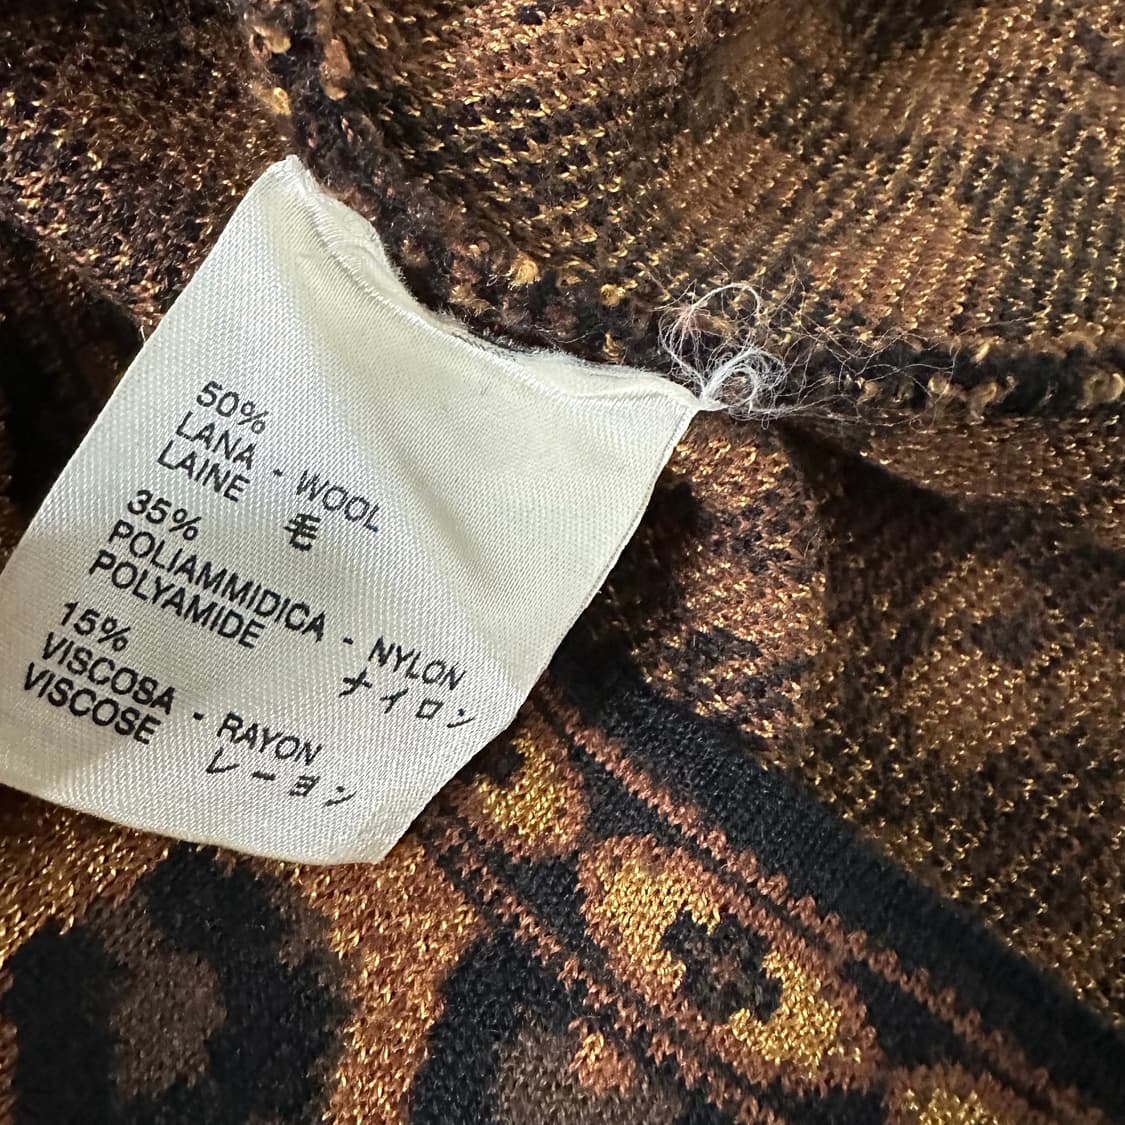 50%
LANA - WOOL
LAINE 毛
35%
POLIAMMIDICA - NYLON
POLYAMIDE ナイロン
15%
VISCOSA - RAYON
VISCOSE レーヨン